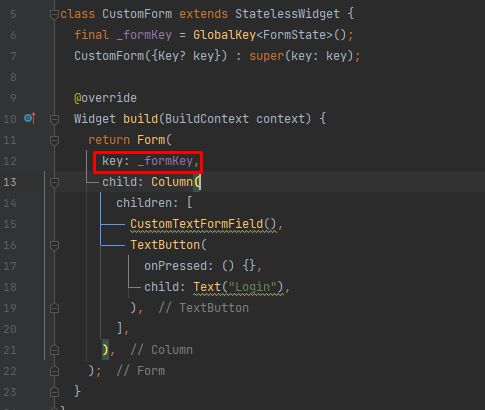 5 class CustomForm extends StatelessWidget {
6 final _formKey = GlobalKey<FormState>();
7 CustomForm({Key? key}) : super(key: key);
8
9 @override
10 Widget build(BuildContext context) {
11 return Form(
12 key: _formKey,
13 child: Column(
14 children: [
15 CustomTextFormField(),
16 TextButton(
17 onPressed: () {},
18 child: Text("Login"),
19 ), // TextButton
20 ],
21 ), // Column
22 ); // Form
23 }